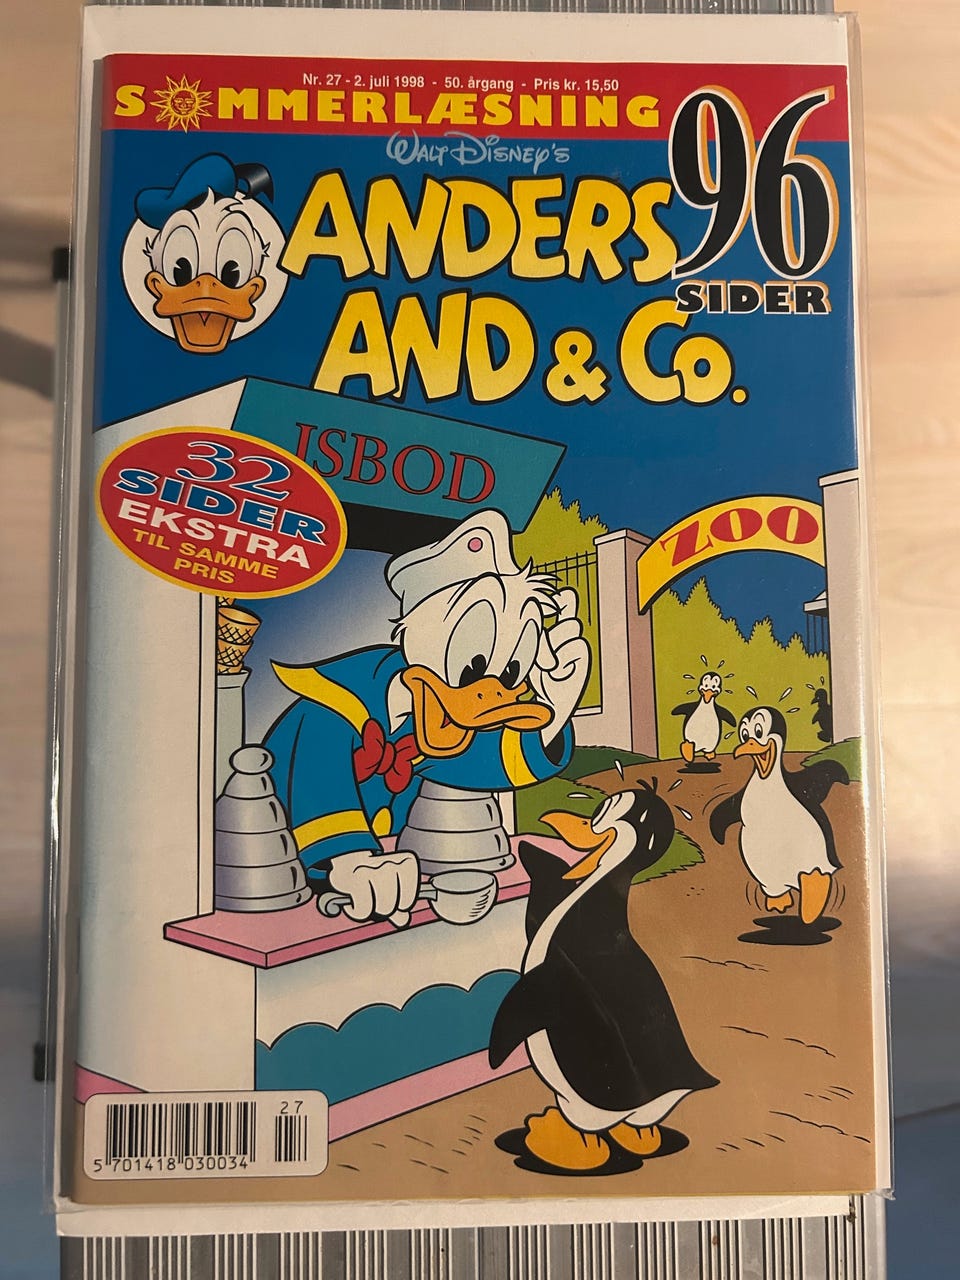 Nr. 27 - 2. juli 1998 - 50. årgang - Pris kr. 15,50
SOMMERLÆSNING
96
SIDER
WALT DISNEY'S
ANDERS
AND & Co.
ISBOD
32
SIDER
EKSTRA
TIL SAMME
PRIS
ZOO
27
5 701418 030034